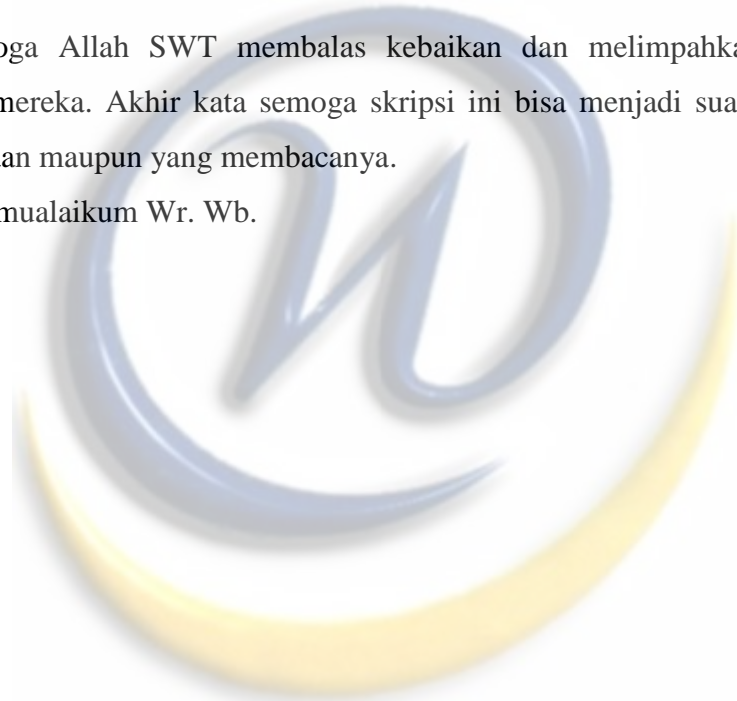 oga Allah SWT membalas kebaikan dan melimpahka
mereka. Akhir kata semoga skripsi ini bisa menjadi sua
an maupun yang membacanya.
mualaikum Wr. Wb.